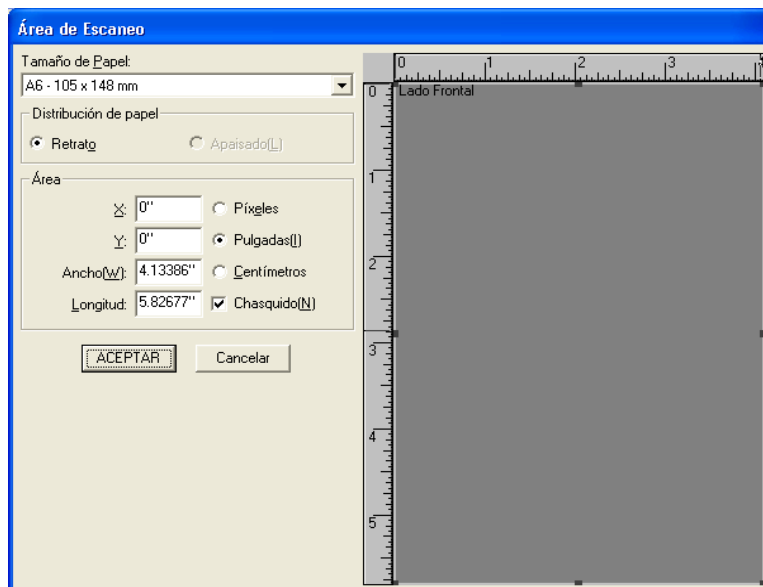 Área de Escaneo
Tamaño de Papel:
A6 - 105 x 148 mm
Distribución de papel
Retrato
Apaisado(L)
Área
X: 0'' Píxeles
Y: 0'' Pulgadas(I)
Ancho(W): 4.13386'' Centímetros
Longitud: 5.82677'' Chasquido(N)
ACEPTAR
Cancelar
0 1 2 3
0
Lado Frontal
1
2
3
4
5